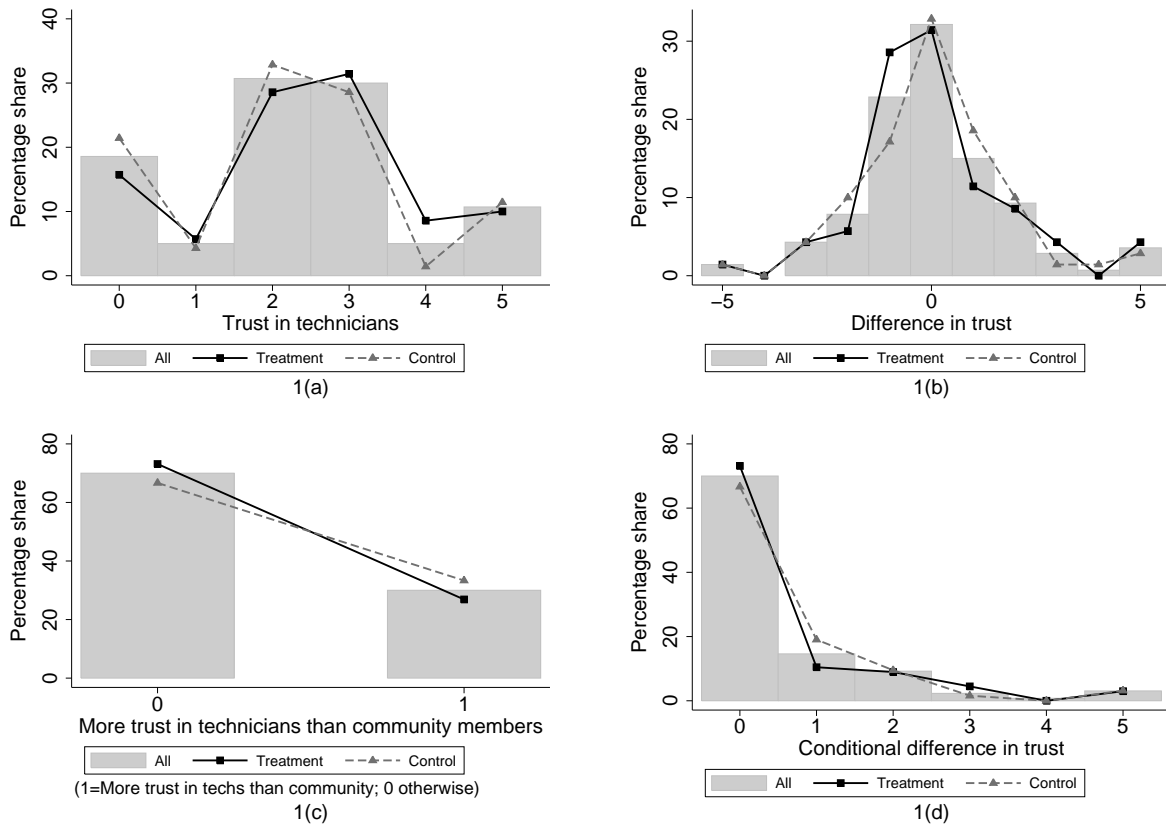 Percentage share
40
30
20
10
0
0 1 2 3 4 5
Trust in technicians
All Treatment Control
1(a)
Percentage share
30
20
10
0
−5 0 5
Difference in trust
All Treatment Control
1(b)
Percentage share
80
60
40
20
0
0 1
More trust in technicians than community members
All Treatment Control
(1=More trust in techs than community; 0 otherwise)
1(c)
Percentage share
80
60
40
20
0
0 1 2 3 4 5
Conditional difference in trust
All Treatment Control
1(d)